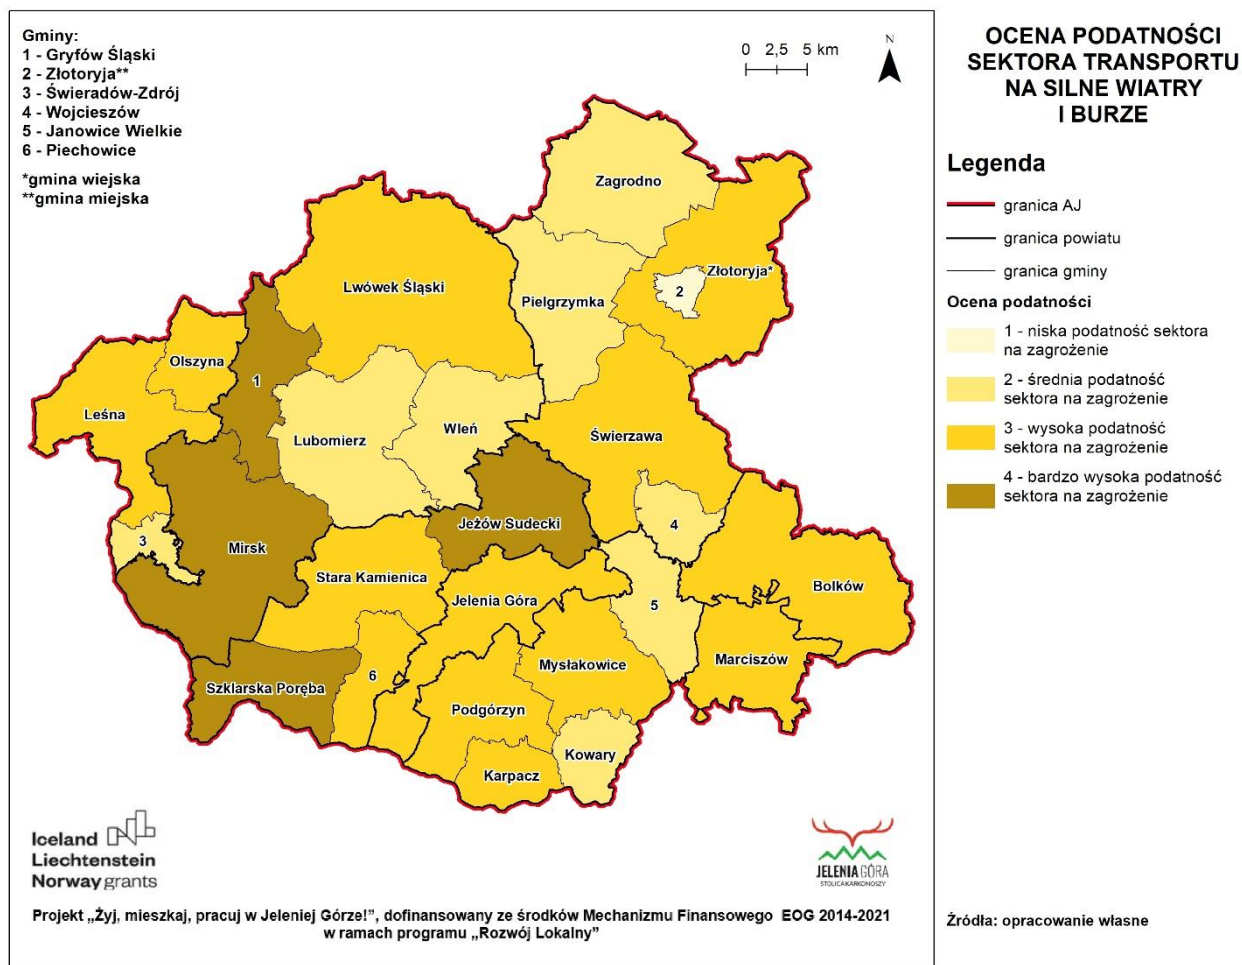 Gminy:
1 - Gryfów Śląski
2 - Złotoryja**
3 - Świeradów-Zdrój
4 - Wojcieszów
5 - Janowice Wielkie
6 - Piechowice
*gmina wiejska
**gmina miejska
0 2,5 5 km
N
Zagrodno
Złotoryja*
2
Pielgrzymka
Lwówek Śląski
Olszyna
1
Leśna
Lubomierz
Wleń
Świerzawa
Jeżów Sudecki
4
3
Mirsk
Stara Kamienica
Jelenia Góra
5
Bolków
Mysłakowice
Marciszów
6
Szklarska Poręba
Podgórzyn
Kowary
Karpacz
Iceland
Liechtenstein
Norway grants
JELENIA GÓRA
STOLICA KARKONOSZY
Projekt „Żyj, mieszkaj, pracuj w Jeleniej Górze!”, dofinansowany ze środków Mechanizmu Finansowego EOG 2014-2021
w ramach programu „Rozwój Lokalny”
OCENA PODATNOŚCI
SEKTORA TRANSPORTU
NA SILNE WIATRY
I BURZE
Legenda
granica AJ
granica powiatu
granica gminy
Ocena podatności
1 - niska podatność sektora
na zagrożenie
2 - średnia podatność
sektora na zagrożenie
3 - wysoka podatność
sektora na zagrożenie
4 - bardzo wysoka podatność
sektora na zagrożenie
Źródła: opracowanie własne